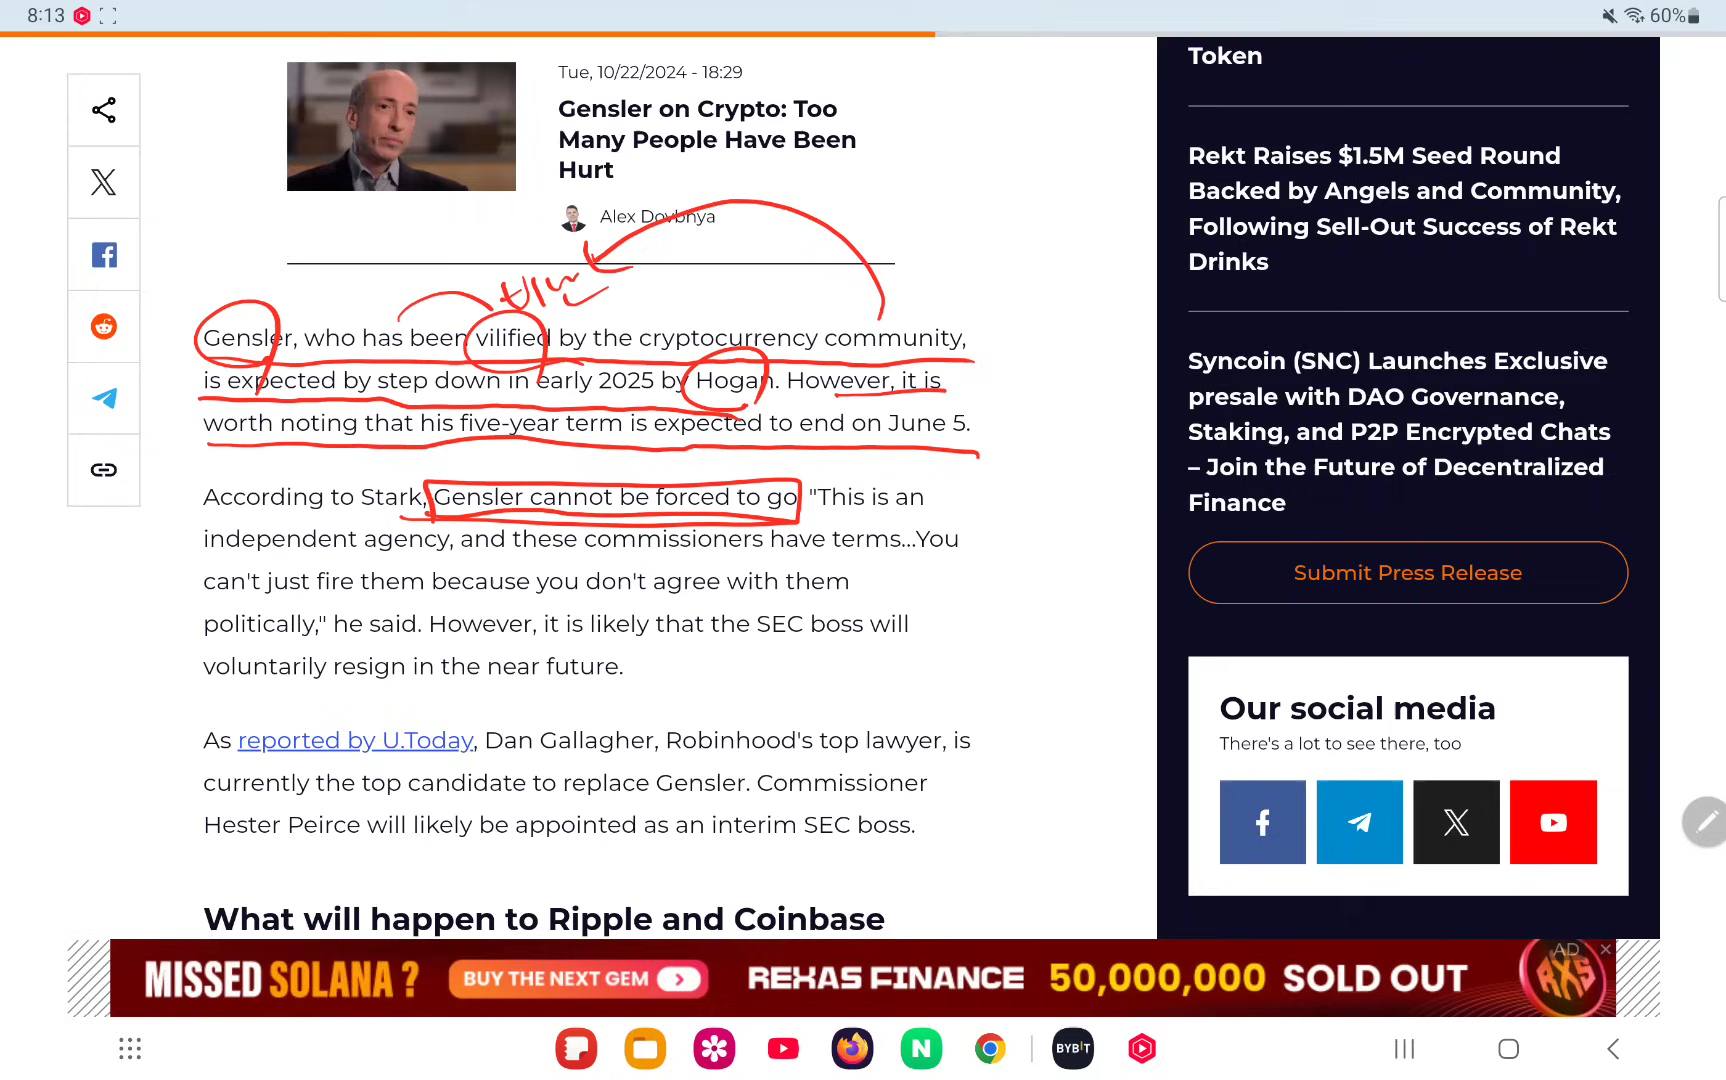 8:13
60%
Tue, 10/22/2024 - 18:29
Gensler on Crypto: Too
Many People Have Been
Hurt
Alex Dovbnya
Gensler, who has been vilified by the cryptocurrency community,
is expected by step down in early 2025 by Hogan. However, it is
worth noting that his five-year term is expected to end on June 5.
According to Stark, Gensler cannot be forced to go "This is an
independent agency, and these commissioners have terms...You
can't just fire them because you don't agree with them
politically," he said. However, it is likely that the SEC boss will
voluntarily resign in the near future.
As reported by U.Today, Dan Gallagher, Robinhood's top lawyer, is
currently the top candidate to replace Gensler. Commissioner
Hester Peirce will likely be appointed as an interim SEC boss.
What will happen to Ripple and Coinbase
Token
Rekt Raises $1.5M Seed Round
Backed by Angels and Community,
Following Sell-Out Success of Rekt
Drinks
Syncoin (SNC) Launches Exclusive
presale with DAO Governance,
Staking, and P2P Encrypted Chats
– Join the Future of Decentralized
Finance
Submit Press Release
Our social media
There's a lot to see there, too
MISSED SOLANA ? BUY THE NEXT GEM REXAS FINANCE 50,000,000 SOLD OUT
AD
RXS
N
BYBIT